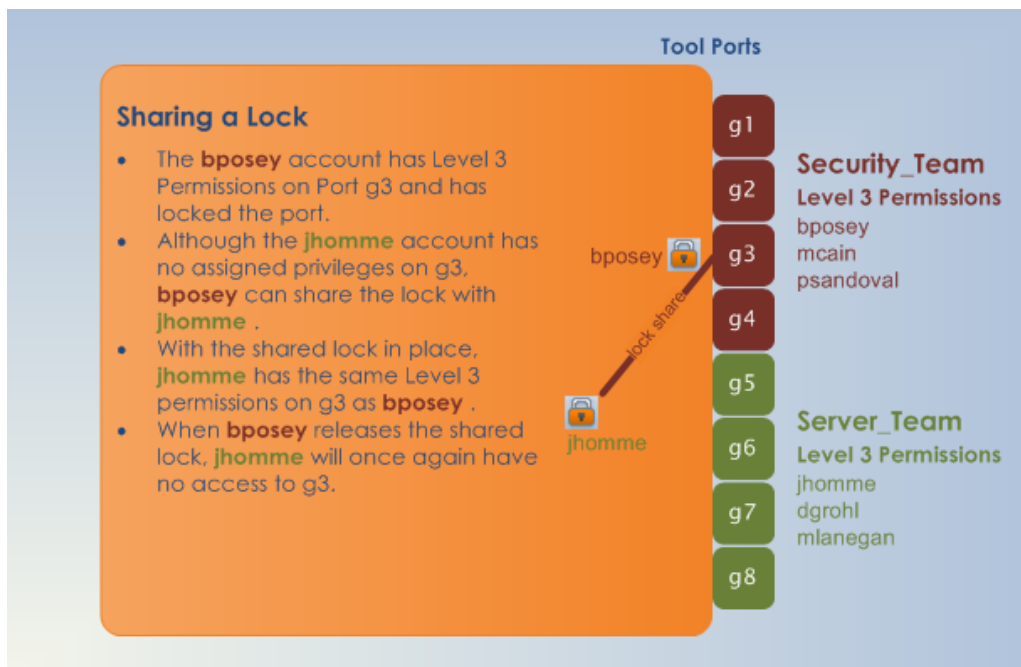 Tool Ports
Sharing a Lock
• The bposey account has Level 3
Permissions on Port g3 and has
locked the port.
• Although the jhomme account has
no assigned privileges on g3,
bposey can share the lock with
jhomme .
• With the shared lock in place,
jhomme has the same Level 3
permissions on g3 as bposey .
• When bposey releases the shared
lock, jhomme will once again have
no access to g3.
bposey
lock share
jhomme
g1
g2
g3
g4
g5
g6
g7
g8
Security_Team
Level 3 Permissions
bposey
mcain
psandoval
Server_Team
Level 3 Permissions
jhomme
dgrohl
mlanegan